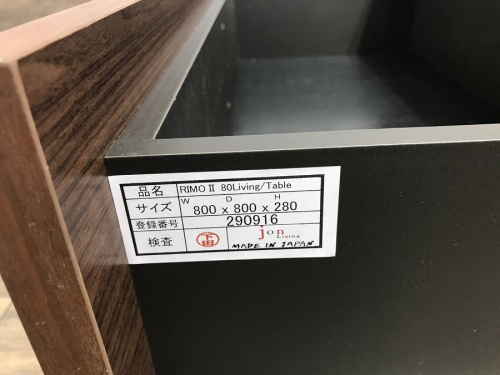 品名 RIMO II 80Living/Table
サイズ W 800 x D 800 x H 280
登録番号 290916
検査 jon Living
MADE IN JAPAN